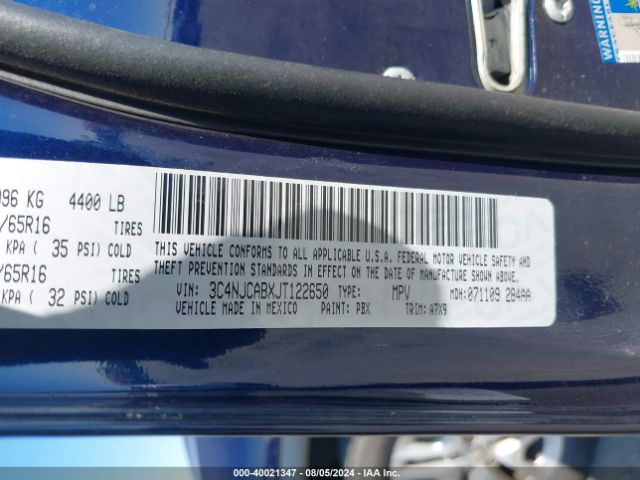 WARNING
096 KG 4400 LB
/65R16 TIRES
KPA ( 35 PSI) COLD
/65R16 TIRES
KPA ( 32 PSI) COLD
THIS VEHICLE CONFORMS TO ALL APPLICABLE U.S.A. FEDERAL MOTOR VEHICLE SAFETY AND
THEFT PREVENTION STANDARDS IN EFFECT ON THE DATE OF MANUFACTURE SHOWN ABOVE.
VIN: 3C4NJCABXJT122650 TYPE: MPV MDH: 071109 284AA
VEHICLE MADE IN MEXICO PAINT: PBX TRIM: A7X9
000-40021347 - 08/05/2024 - IAA Inc.